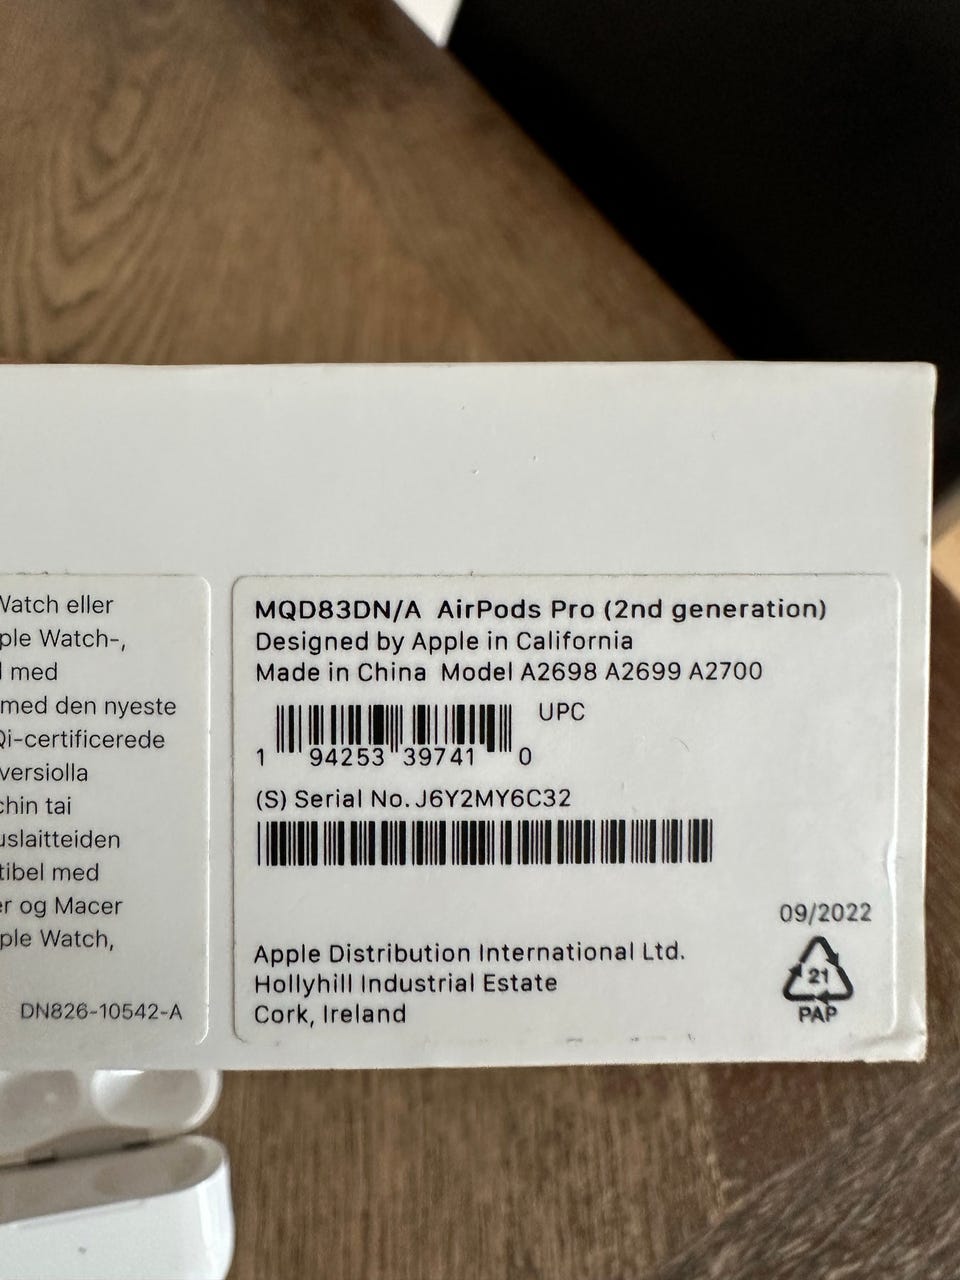 Watch eller
ple Watch-,
med
med den nyeste
Qi-certificerede
versiolla
chin tai
uslaitteiden
tibel med
er og Macer
ple Watch,
DN826-10542-A
MQD83DN/A AirPods Pro (2nd generation)
Designed by Apple in California
Made in China Model A2698 A2699 A2700
UPC
1 94253 39741 0
(S) Serial No. J6Y2MY6C32
09/2022
21
PAP
Apple Distribution International Ltd.
Hollyhill Industrial Estate
Cork, Ireland